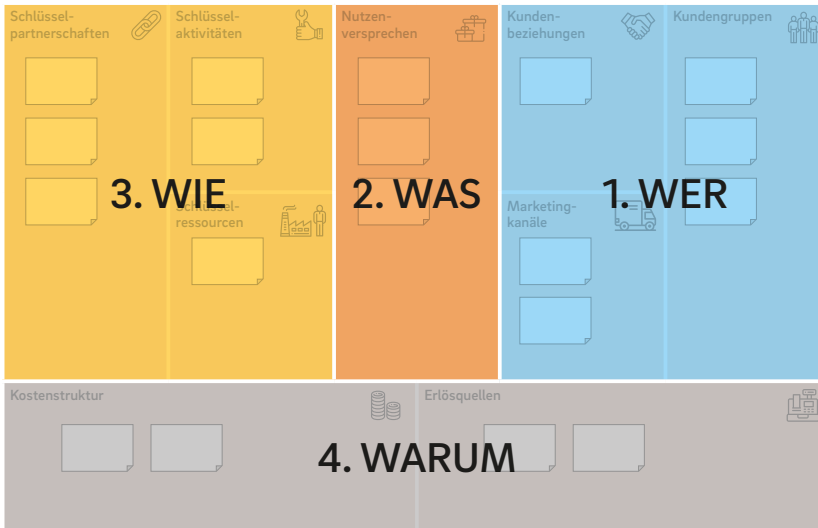 Schlüssel-
partnerschaften
Schlüssel-
aktivitäten
Nutzen-
versprechen
Kunden-
beziehungen
Kundengruppen
3. WIE
2. WAS
1. WER
Schlüssel-
ressourcen
Marketing-
kanäle
Kostenstruktur
Erlösquellen
4. WARUM